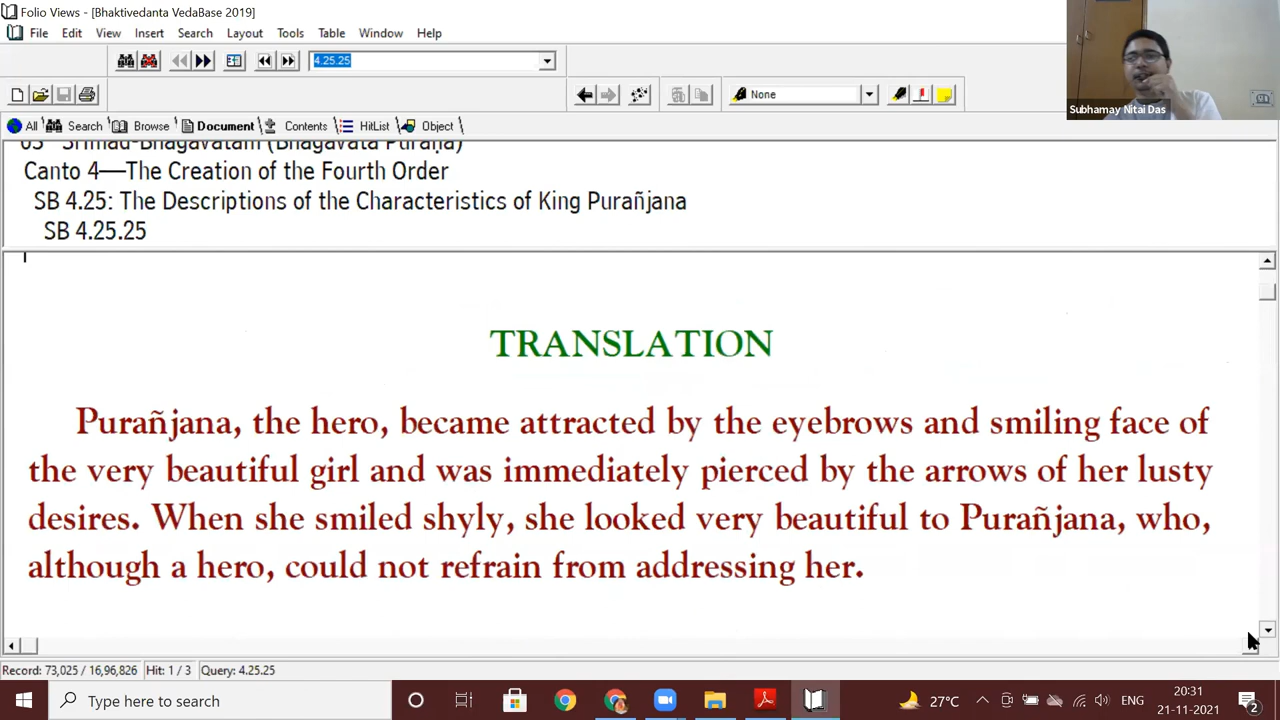 Folio Views - [Bhaktivedanta VedaBase 2019]
File Edit View Insert Search Layout Tools Table Window Help
4.25.25
None
Subhamay Nitai Das
All Search Browse Document Contents HitList Object
03 Śrīmad-Bhāgavatam (Bhāgavata Purāṇa)
Canto 4—The Creation of the Fourth Order
SB 4.25: The Descriptions of the Characteristics of King Purañjana
SB 4.25.25
TRANSLATION
Purañjana, the hero, became attracted by the eyebrows and smiling face of
the very beautiful girl and was immediately pierced by the arrows of her lusty
desires. When she smiled shyly, she looked very beautiful to Purañjana, who,
although a hero, could not refrain from addressing her.
Record: 73,025 / 16,96,826 Hit: 1 / 3 Query: 4.25.25
Type here to search
27°C
ENG
20:31
21-11-2021
2